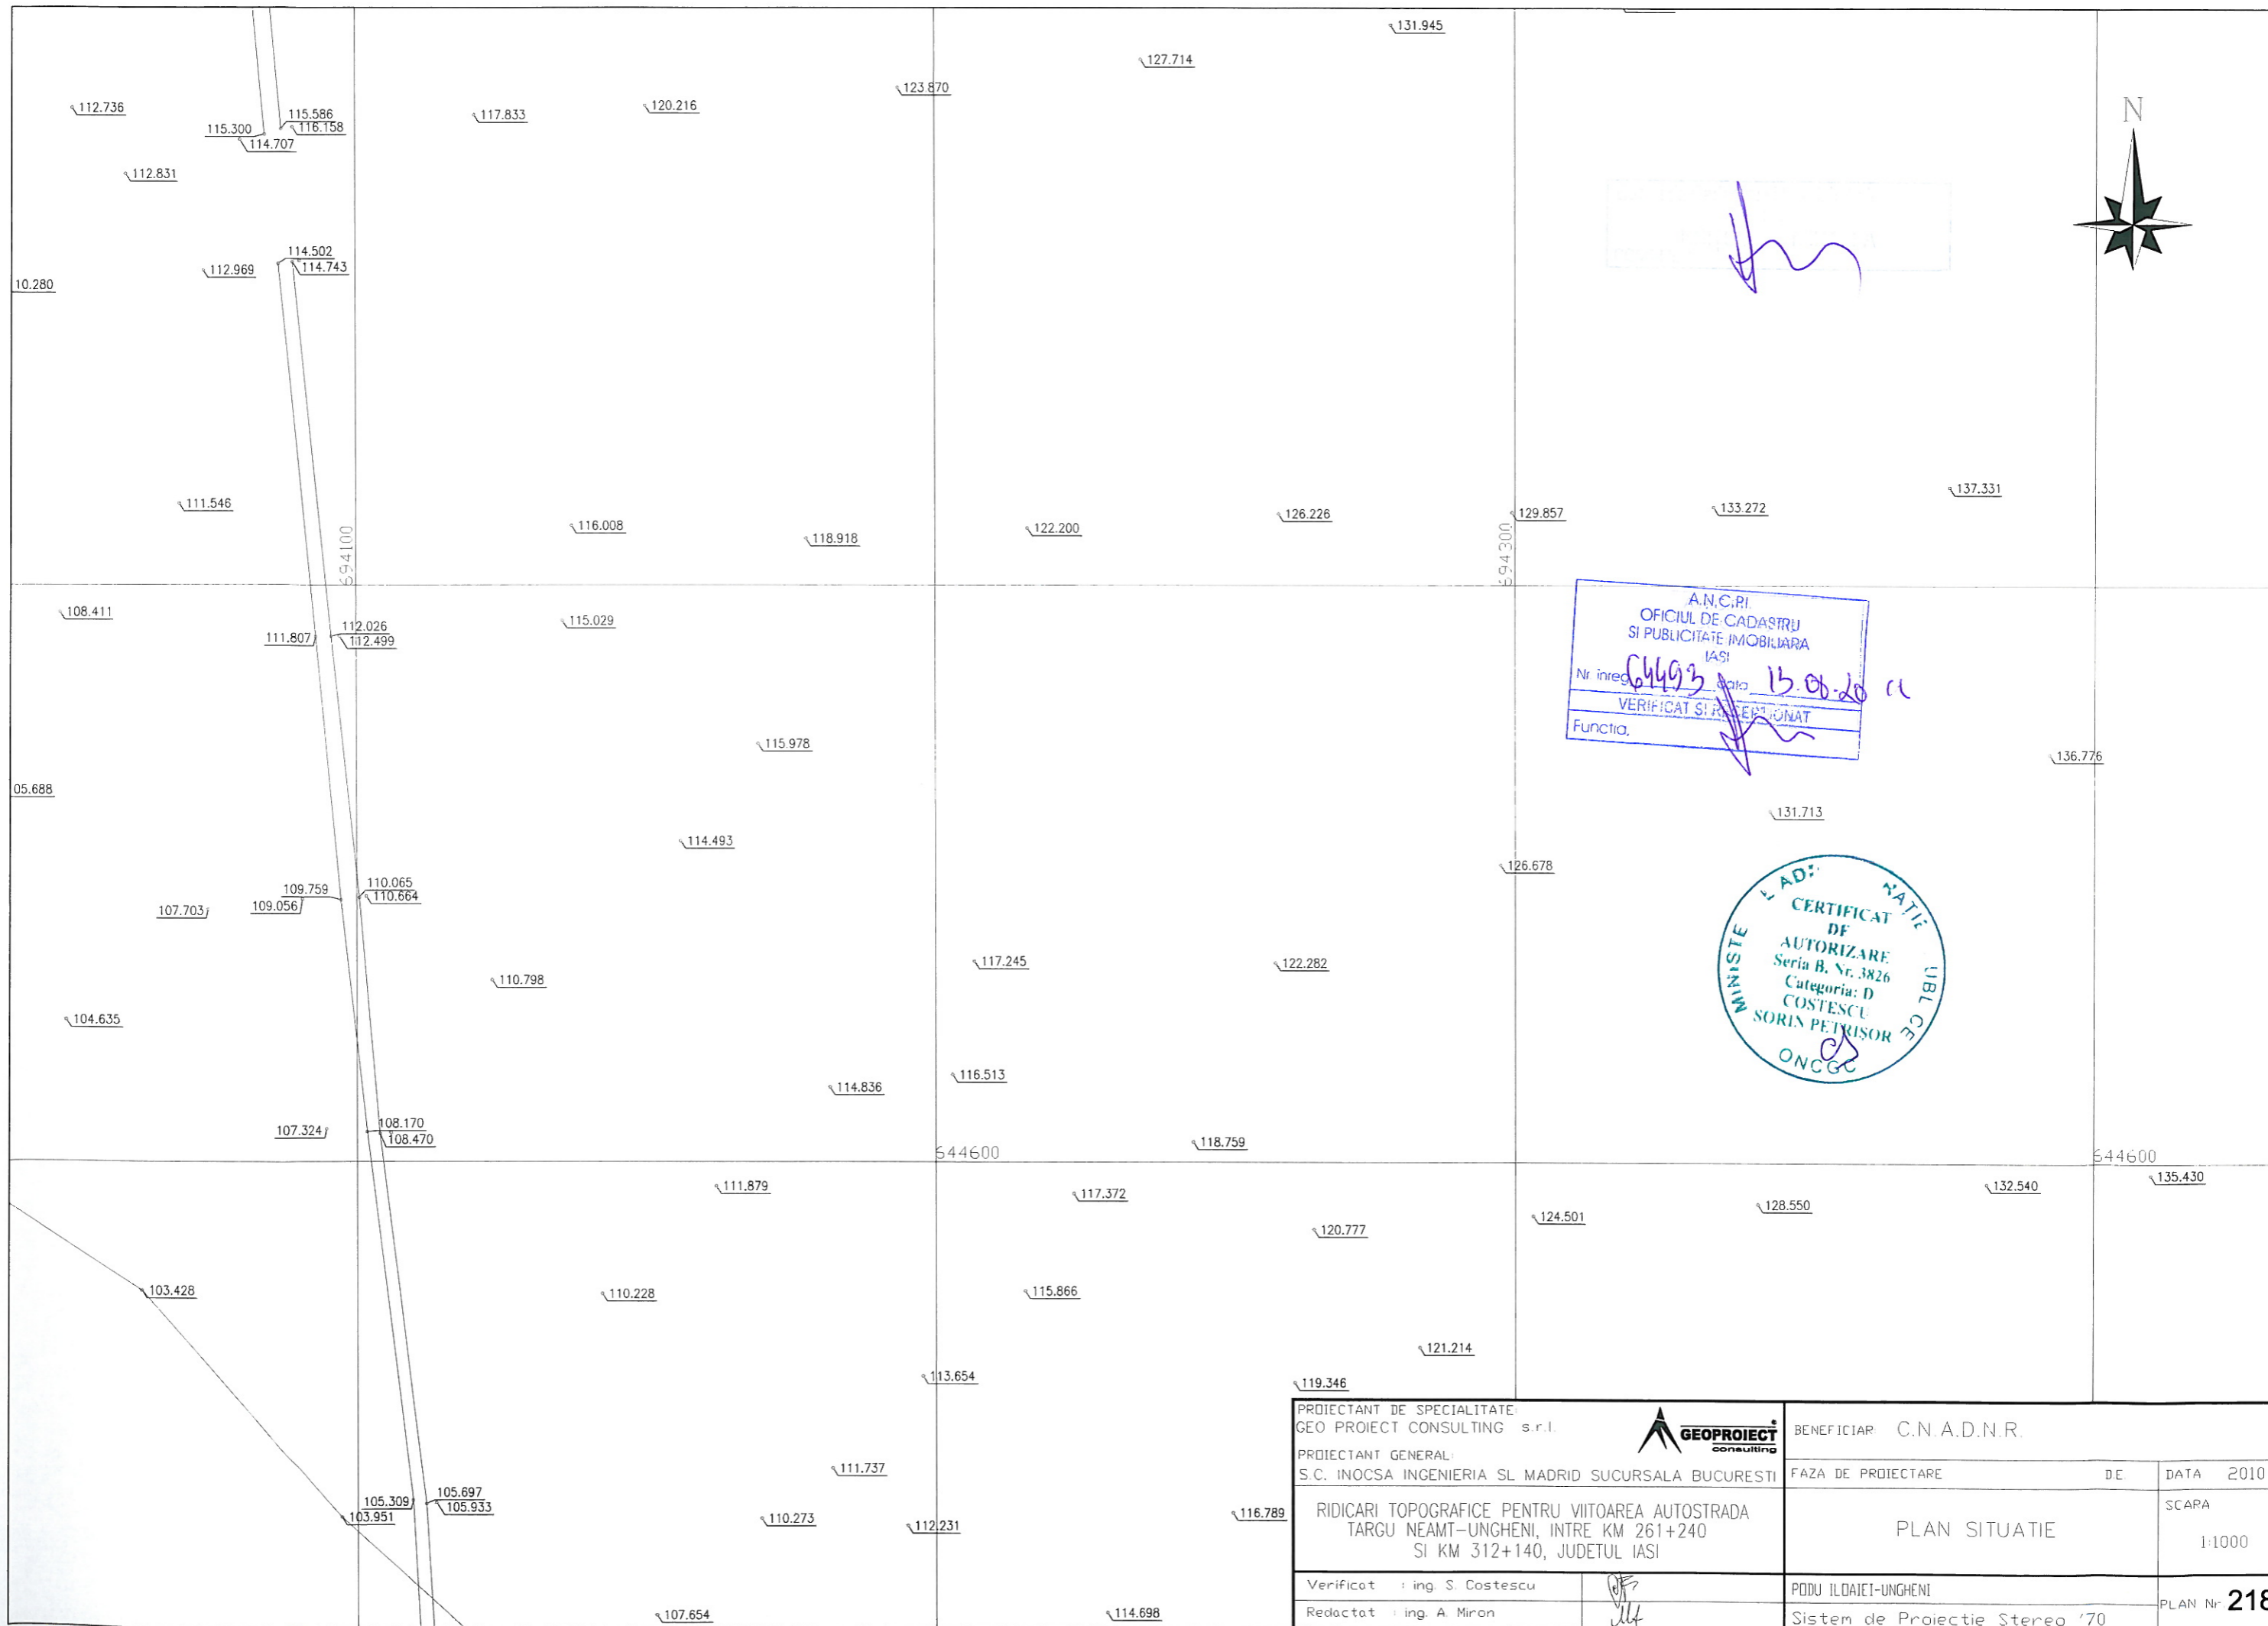 131.945
127.714
123.870
112.736
120.216
117.833
115.586
115.300
116.158
114.707
N
112.831
114.502
112.969
114.743
10.280
111.546
137.331
133.272
129.857
126.226
116.008
122.200
118.918
694100
694300
108.411
115.029
112.026
111.807
112.499
A.N.C.P.I.
OFICIUL DE CADASTRU
SI PUBLICITATE IMOBILIARA
IASI
Nr. inreg 64493 data
VERIFICAT SI RECEPTIONAT
Functia,
115.978
136.776
05.688
131.713
114.493
126.678
110.065
109.759
110.664
109.056
107.703
CERTIFICAT
DE
AUTORIZARE
Seria B. Nr. 3826
Categoria: D
COSTESCU
SORIN PETRIȘOR
ONCGC
117.245
122.282
110.798
104.635
116.513
114.836
108.170
107.324
108.470
118.759
644600
644600
135.430
111.879
132.540
117.372
128.550
124.501
120.777
103.428
110.228
115.866
121.214
113.654
119.346
111.737
105.697
105.309
105.933
103.951
110.273
112.231
116.789
107.654
114.698
PROIECTANT DE SPECIALITATE:
GEO PROIECT CONSULTING s.r.l.
GEOPROIECT
consulting
PROIECTANT GENERAL:
S.C. INOCSA INGENIERIA SL MADRID SUCURSALA BUCURESTI
BENEFICIAR C.N.A.D.N.R.
FAZA DE PROIECTARE D.E.
DATA 2010
RIDICARI TOPOGRAFICE PENTRU VIITOAREA AUTOSTRADA
TARGU NEAMT-UNGHENI, INTRE KM 261+240
SI KM 312+140, JUDETUL IASI
PLAN SITUATIE
SCARA
1:1000
Verificat : ing. S. Costescu
Redactat : ing. A. Miron
PODU ILOAIEI-UNGHENI
Sistem de Proiectie Stereo '70
PLAN Nr. 218